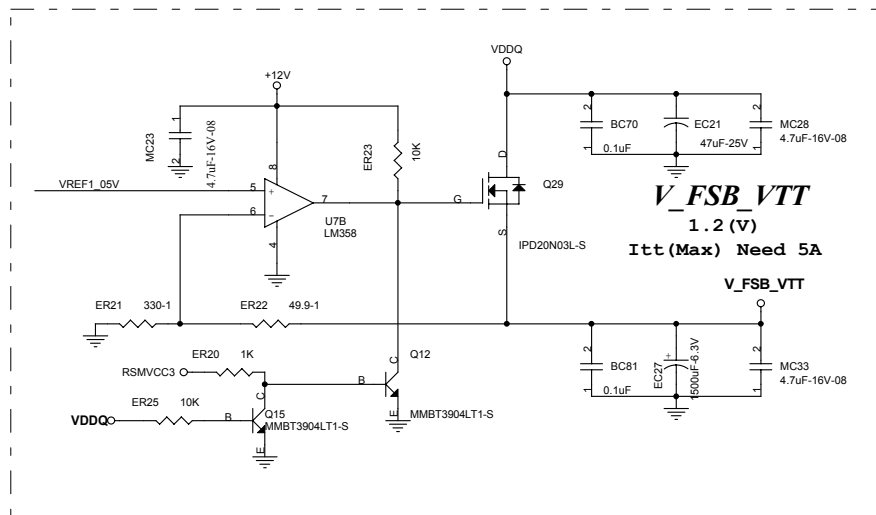 VDDQ
+12V
1
MC23
2
4.7uF-16V-08
ER23
10K
8
VREF1_05V
5
+
6
-
7
U7B
LM358
4
D
G
Q29
S
IPD20N03L-S
2
1
BC70
0.1uF
EC21
47uF-25V
2
1
MC28
4.7uF-16V-08
V_FSB_VTT
1.2(V)
Itt(Max) Need 5A
V_FSB_VTT
ER21
330-1
ER22
49.9-1
2
1
BC81
0.1uF
+
EC27
1500uF-6.3V
2
1
MC33
4.7uF-16V-08
ER20
1K
RSMVCC3
B
C
Q12
E
MMBT3904LT1-S
VDDQ
ER25
10K
B
C
Q15
MMBT3904LT1-S
E